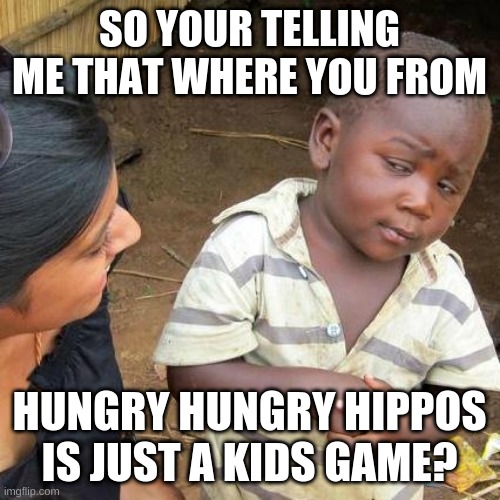 SO YOUR TELLING
ME THAT WHERE YOU FROM
HUNGRY HUNGRY HIPPOS
IS JUST A KIDS GAME?
imgflip.com